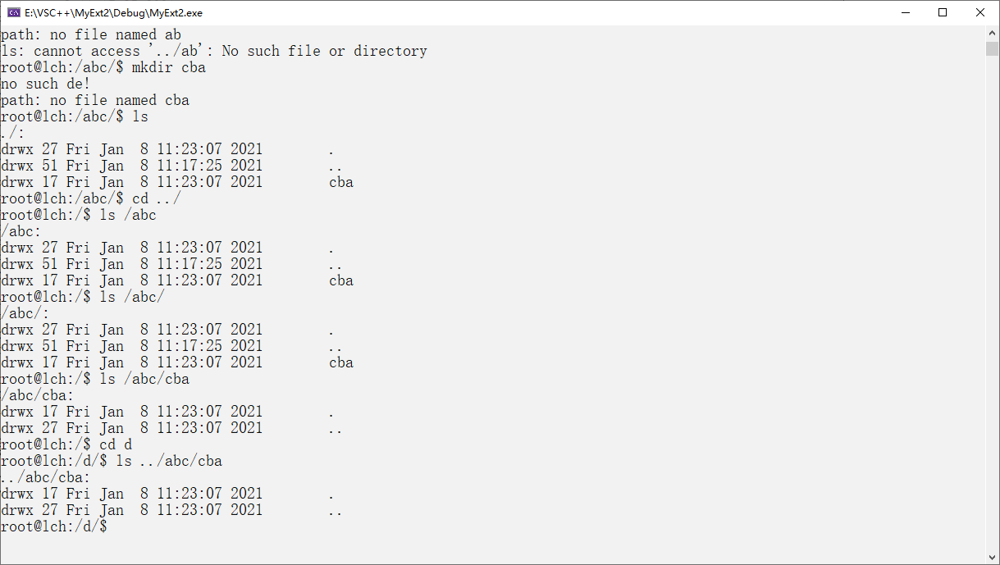 E:\VSC++\MyExt2\Debug\MyExt2.exe
path: no file named ab
ls: cannot access '../ab': No such file or directory
root@lch:/abc/$ mkdir cba
no such de!
path: no file named cba
root@lch:/abc/$ ls
./:
drwx 27 Fri Jan  8 11:23:07 2021        .
drwx 51 Fri Jan  8 11:17:25 2021        ..
drwx 17 Fri Jan  8 11:23:07 2021        cba
root@lch:/abc/$ cd ../
root@lch:/$ ls /abc
/abc:
drwx 27 Fri Jan  8 11:23:07 2021        .
drwx 51 Fri Jan  8 11:17:25 2021        ..
drwx 17 Fri Jan  8 11:23:07 2021        cba
root@lch:/$ ls /abc/
/abc/:
drwx 27 Fri Jan  8 11:23:07 2021        .
drwx 51 Fri Jan  8 11:17:25 2021        ..
drwx 17 Fri Jan  8 11:23:07 2021        cba
root@lch:/$ ls /abc/cba
/abc/cba:
drwx 17 Fri Jan  8 11:23:07 2021        .
drwx 27 Fri Jan  8 11:23:07 2021        ..
root@lch:/$ cd d
root@lch:/d/$ ls ../abc/cba
../abc/cba:
drwx 17 Fri Jan  8 11:23:07 2021        .
drwx 27 Fri Jan  8 11:23:07 2021        ..
root@lch:/d/$